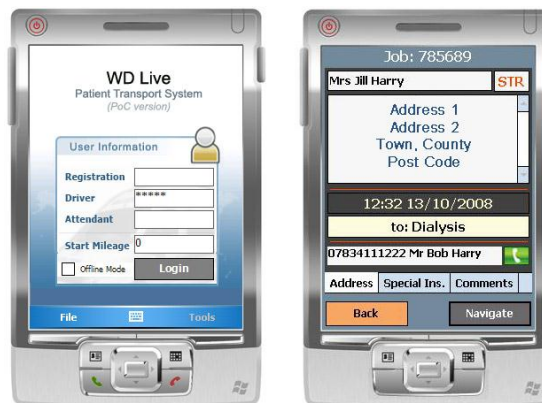 WD Live
Patient Transport System
(PoC version)
User Information
Registration
Driver *****
Attendant
Start Mileage 0
Offline Mode Login
File Tools
Job: 785689
Mrs Jill Harry STR
Address 1
Address 2
Town, County
Post Code
12:32 13/10/2008
to: Dialysis
07834111222 Mr Bob Harry
Address Special Ins. Comments
Back Navigate